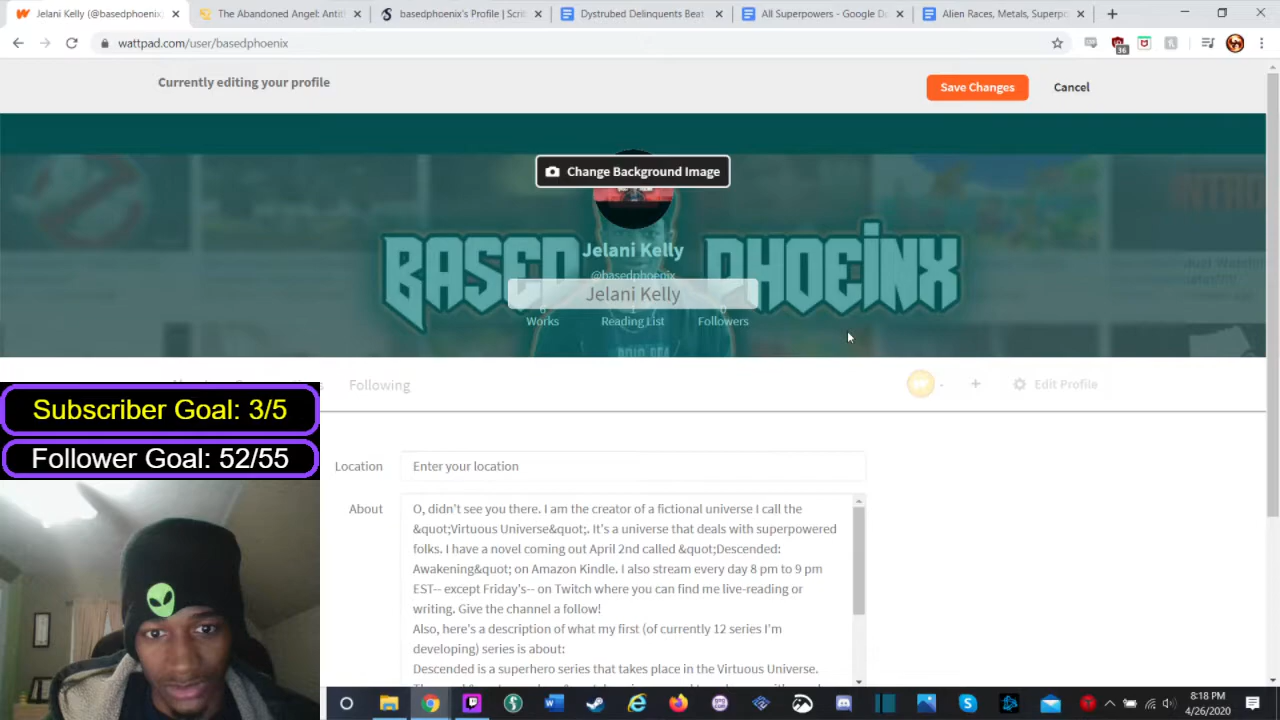 Jelani Kelly (@basedphoenix
The Abandoned Angel: Antit
basedphoenix's Profile | Scri
Dystrubed Delinquents Beat
All Superpowers - Google Do
Alien Races, Metals, Superpo
wattpad.com/user/basedphoenix
36
Currently editing your profile
Save Changes
Cancel
Change Background Image
BASED PHOEINX
Jelani Kelly
@basedphoenix
Jelani Kelly
6 1 0
Works Reading List Followers
Following
Edit Profile
Subscriber Goal: 3/5
Follower Goal: 52/55
Location
Enter your location
About
O, didn't see you there. I am the creator of a fictional universe I call the
&quot;Virtuous Universe&quot;. It's a universe that deals with superpowered
folks. I have a novel coming out April 2nd called &quot;Descended:
Awakening&quot; on Amazon Kindle. I also stream every day 8 pm to 9 pm
EST-- except Friday's-- on Twitch where you can find me live-reading or
writing. Give the channel a follow!
Also, here's a description of what my first (of currently 12 series I'm
developing) series is about:
Descended is a superhero series that takes place in the Virtuous Universe.
8:18 PM
4/26/2020